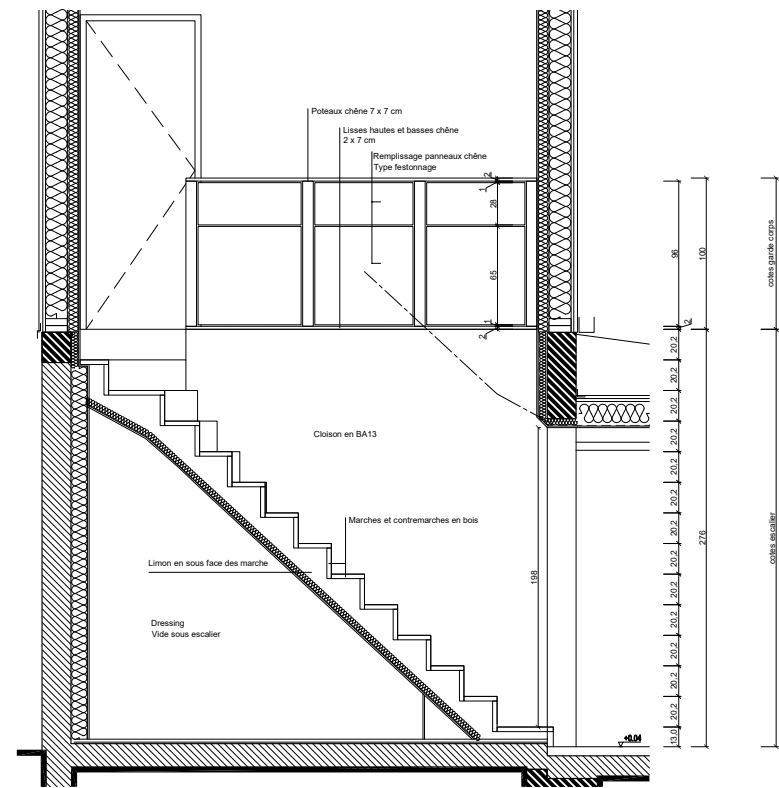 Poteaux chêne 7 x 7 cm
Lisses hautes et basses chêne
2 x 7 cm
Remplissage panneaux chêne
Type festonnage
2
1
28
65
1
2
96
2
100
cotes garde corps
Cloison en BA13
Marches et contremarches en bois
Limon en sous face des marche
Dressing
Vide sous escalier
198
20,2
20,2
20,2
20,2
20,2
20,2
20,2
20,2
20,2
20,2
20,2
20,2
20,2
13,0
276
cotes escalier
+0.04